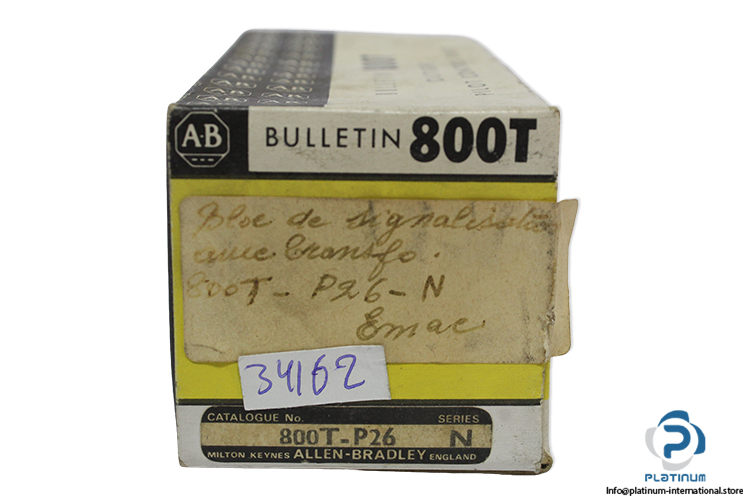 A-B
BULLETIN 800T
Bloc de signalisation
avec transfo.
800T - P26 - N
Emac
34162
CATALOGUE No. SERIES
800T-P26 N
MILTON KEYNES ALLEN-BRADLEY ENGLAND
PLATINUM
Info@platinum-international.store